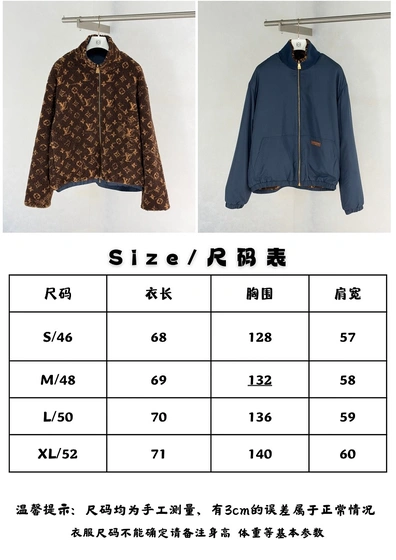 Size/尺码表
尺码 衣长 胸围 肩宽
S/46 68 128 57
M/48 69 132 58
L/50 70 136 59
XL/52 71 140 60
温馨提示：尺码均为手工测量、有3cm的误差属于正常情况
衣服尺码不能确定请备注身高 体重等基本参数